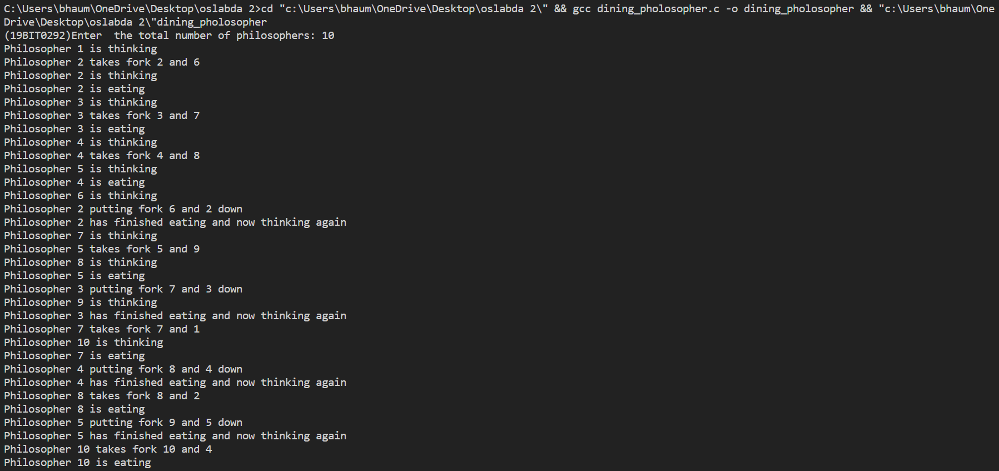 C:\Users\bhaum\OneDrive\Desktop\oslabda 2>cd "c:\Users\bhaum\OneDrive\Desktop\oslabda 2\" && gcc dining_pholosopher.c -o dining_pholosopher && "c:\Users\bhaum\One
Drive\Desktop\oslabda 2\"dining_pholosopher
(19BIT0292)Enter  the total number of philosophers: 10
Philosopher 1 is thinking
Philosopher 2 takes fork 2 and 6
Philosopher 2 is thinking
Philosopher 2 is eating
Philosopher 3 is thinking
Philosopher 3 takes fork 3 and 7
Philosopher 3 is eating
Philosopher 4 is thinking
Philosopher 4 takes fork 4 and 8
Philosopher 5 is thinking
Philosopher 4 is eating
Philosopher 6 is thinking
Philosopher 2 putting fork 6 and 2 down
Philosopher 2 has finished eating and now thinking again
Philosopher 7 is thinking
Philosopher 5 takes fork 5 and 9
Philosopher 8 is thinking
Philosopher 5 is eating
Philosopher 3 putting fork 7 and 3 down
Philosopher 9 is thinking
Philosopher 3 has finished eating and now thinking again
Philosopher 7 takes fork 7 and 1
Philosopher 10 is thinking
Philosopher 7 is eating
Philosopher 4 putting fork 8 and 4 down
Philosopher 4 has finished eating and now thinking again
Philosopher 8 takes fork 8 and 2
Philosopher 8 is eating
Philosopher 5 putting fork 9 and 5 down
Philosopher 5 has finished eating and now thinking again
Philosopher 10 takes fork 10 and 4
Philosopher 10 is eating